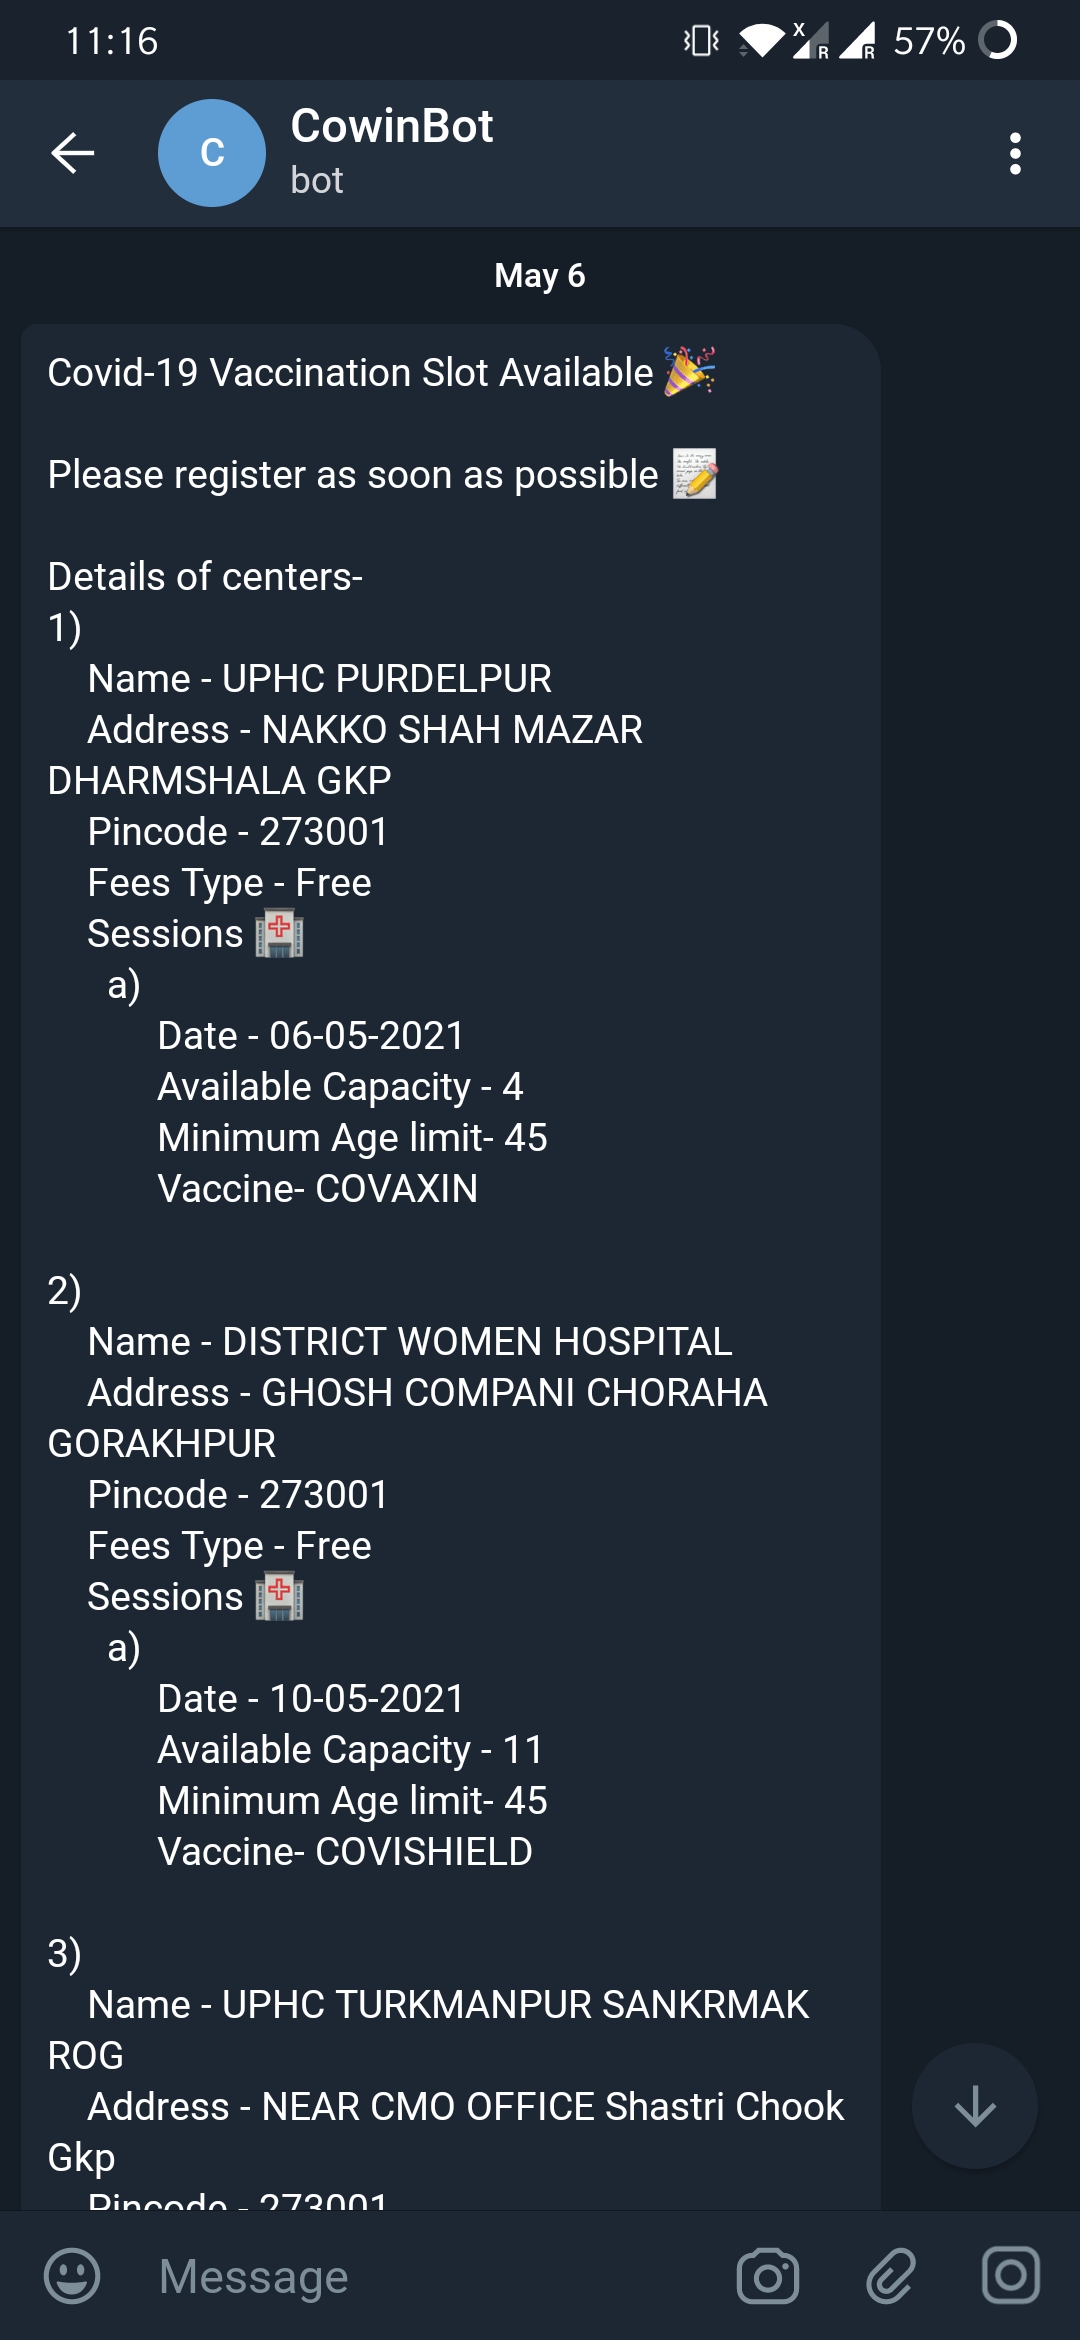 11:16
57%
C
CowinBot
bot
May 6
Covid-19 Vaccination Slot Available 🎉
Please register as soon as possible 📝
Details of centers-
1)
Name - UPHC PURDELPUR
Address - NAKKO SHAH MAZAR
DHARMSHALA GKP
Pincode - 273001
Fees Type - Free
Sessions 🏥
a)
Date - 06-05-2021
Available Capacity - 4
Minimum Age limit- 45
Vaccine- COVAXIN
2)
Name - DISTRICT WOMEN HOSPITAL
Address - GHOSH COMPANI CHORAHA
GORAKHPUR
Pincode - 273001
Fees Type - Free
Sessions 🏥
a)
Date - 10-05-2021
Available Capacity - 11
Minimum Age limit- 45
Vaccine- COVISHIELD
3)
Name - UPHC TURKMANPUR SANKRMAK
ROG
Address - NEAR CMO OFFICE Shastri Chook
Gkp
Pincode - 273001
Message